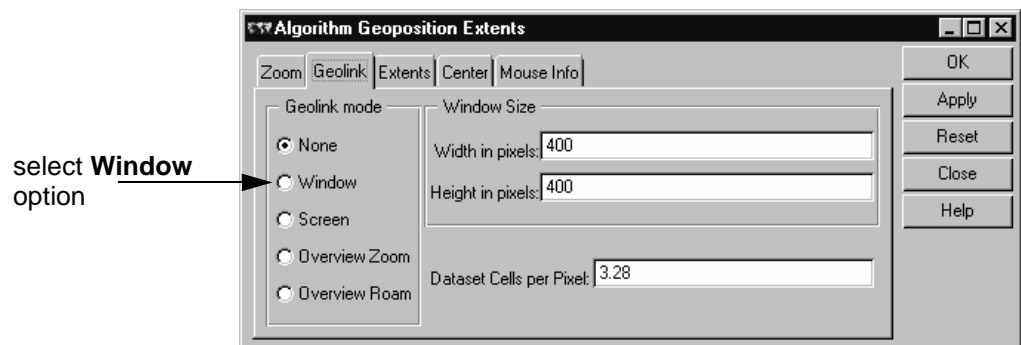 Algorithm Geoposition Extents
Zoom Geolink Extents Center Mouse Info
OK
Apply
Reset
Close
Help
Geolink mode
None
Window
Screen
Overview Zoom
Overview Roam
Window Size
Width in pixels: 400
Height in pixels: 400
Dataset Cells per Pixel: 3.28
select Window
option